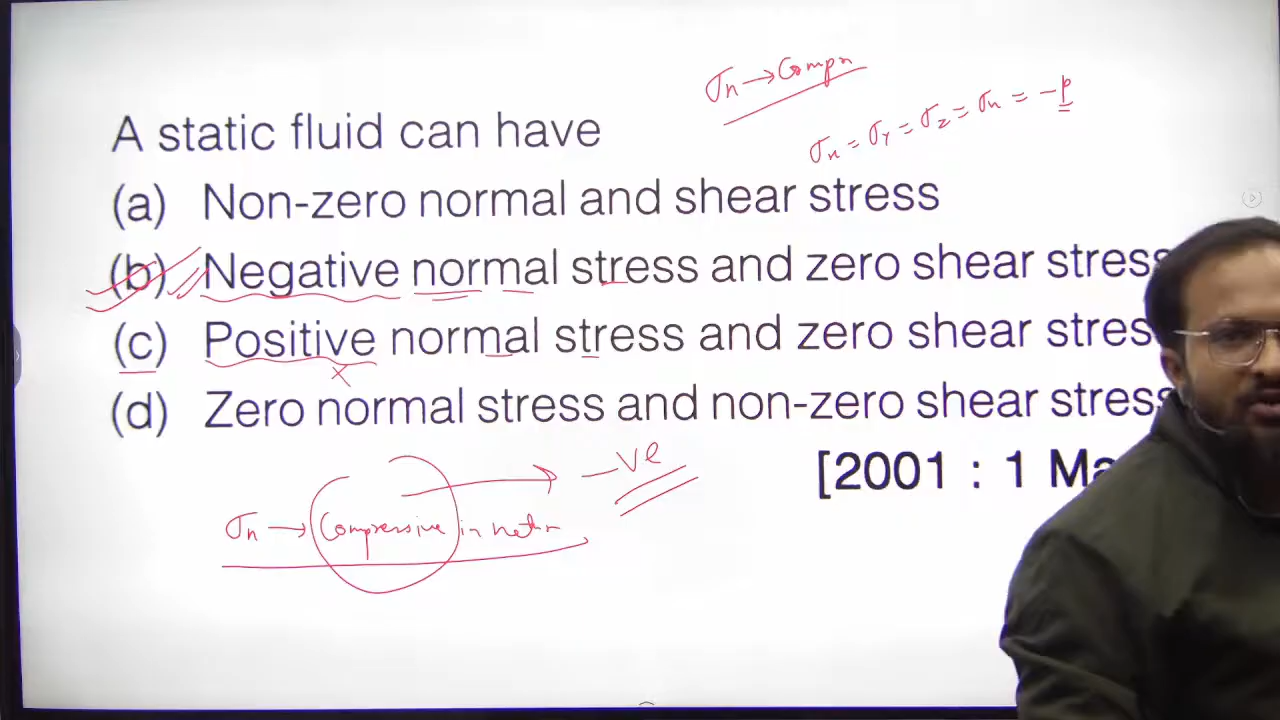 σn → Compn
σx = σy = σz = σn = -p
A static fluid can have
(a) Non-zero normal and shear stress
(b) Negative normal stress and zero shear stress
(c) Positive normal stress and zero shear stres
(d) Zero normal stress and non-zero shear stress
[2001 : 1 Ma
-ve
σn → Compressive in